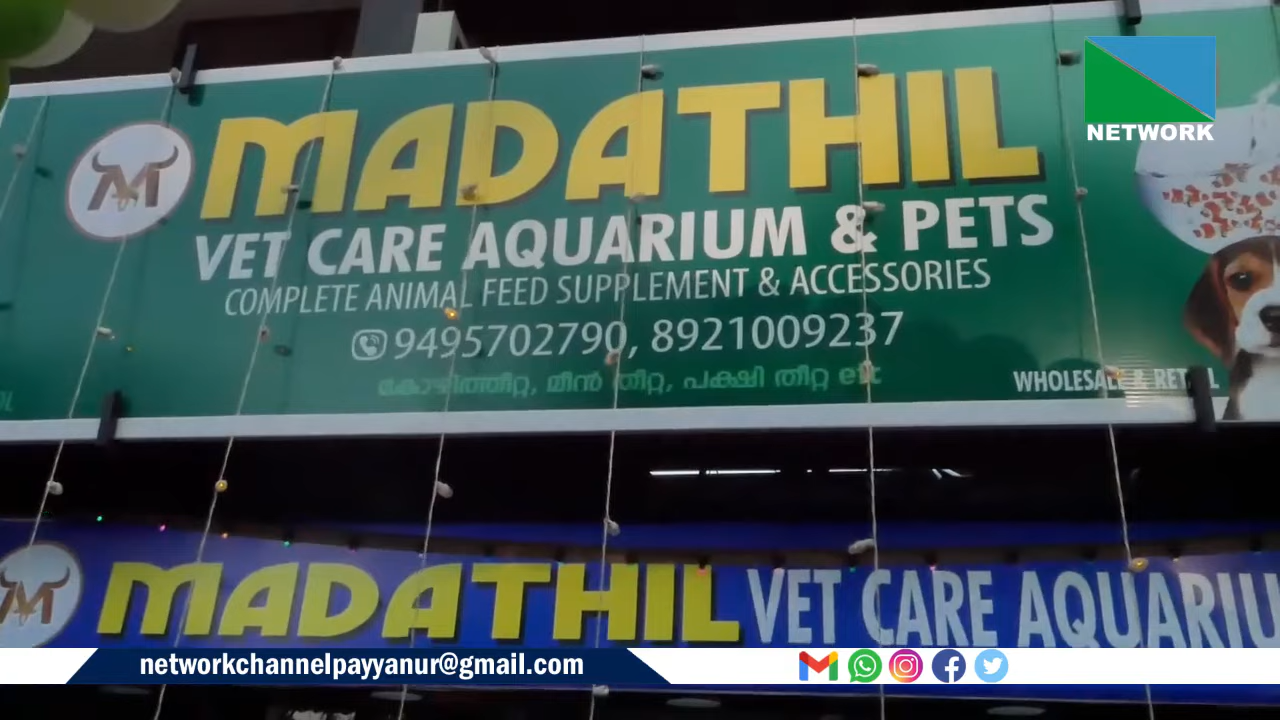 NETWORK
MADATHIL
VET CARE AQUARIUM & PETS
COMPLETE ANIMAL FEED SUPPLEMENT & ACCESSORIES
9495702790, 8921009237
കോഴിത്തീറ്റ, മീൻ തീറ്റ, പക്ഷി തീറ്റ etc
WHOLESALE & RETAIL
MADATHIL VET CARE AQUARIU
networkchannelpayyanur@gmail.com